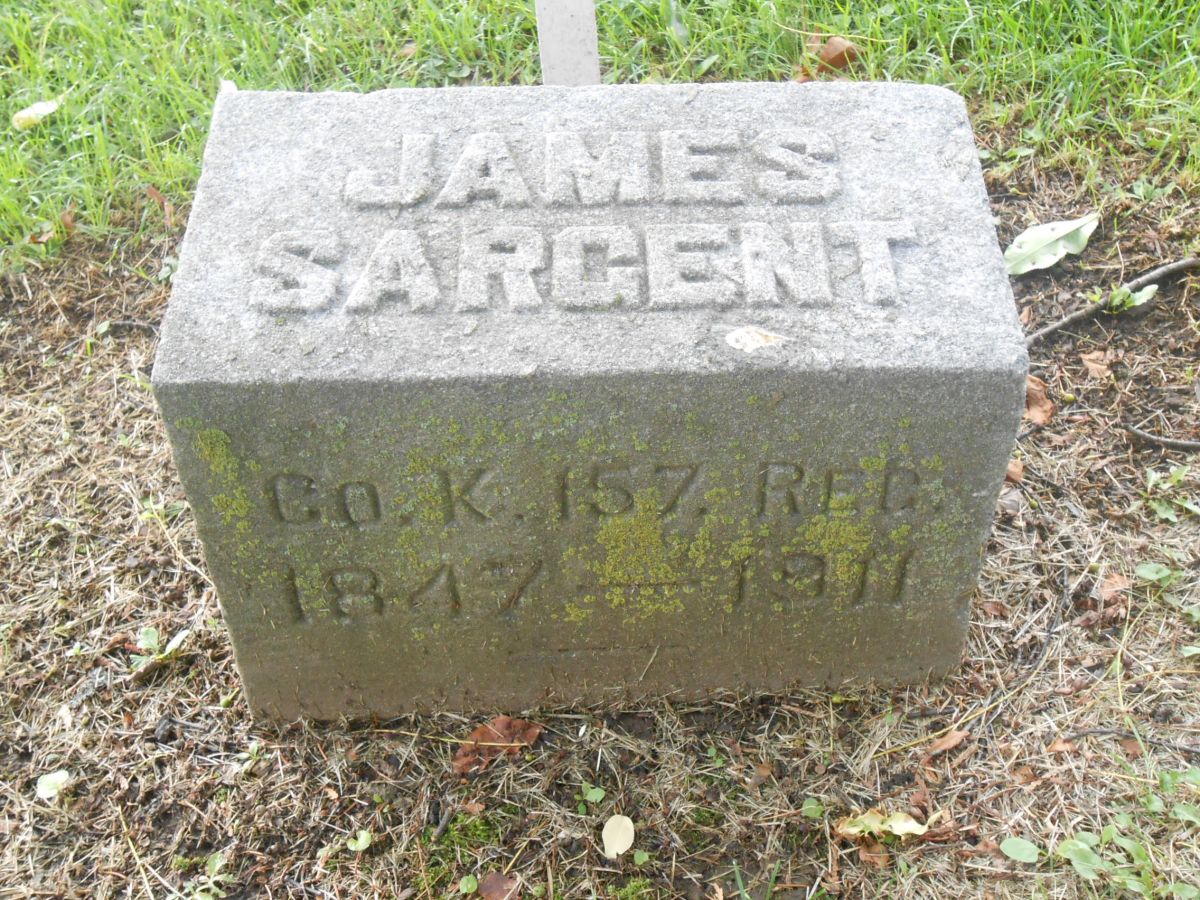 JAMES
SARGENT
Co. K. 157. REG.
1847 — 1911